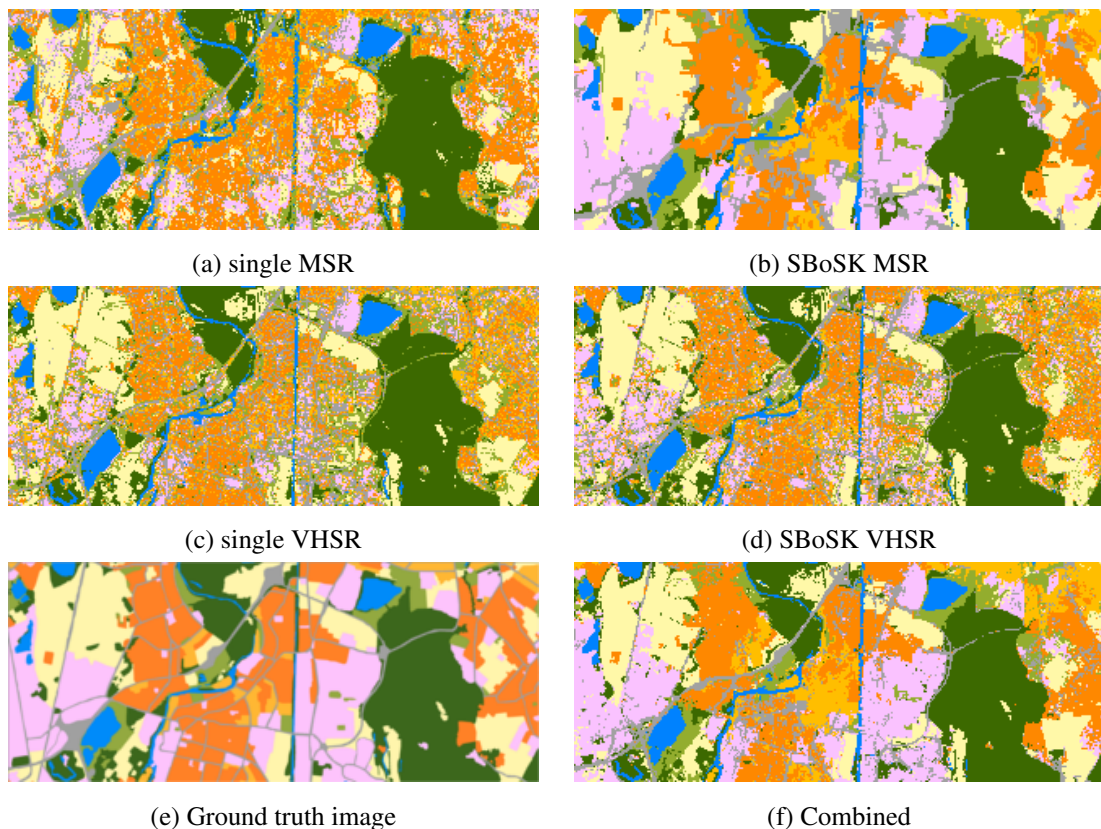 (a) single MSR
(b) SBoSK MSR
(c) single VHSR
(d) SBoSK VHSR
(e) Ground truth image
(f) Combined